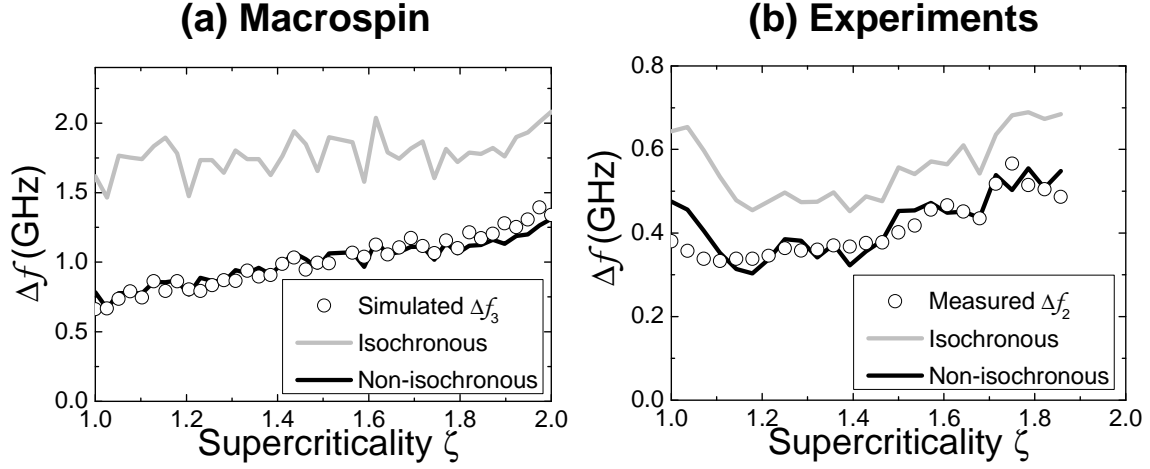 (a) Macrospin
(b) Experiments
Δf (GHz)
2.0
1.5
1.0
0.5
0.0
Simulated Δf₃
Isochronous
Non-isochronous
1.0 1.2 1.4 1.6 1.8 2.0
Supercriticality ζ
Δf (GHz)
0.8
0.6
0.4
0.2
0.0
Measured Δf₂
Isochronous
Non-isochronous
1.0 1.2 1.4 1.6 1.8 2.0
Supercriticality ζ